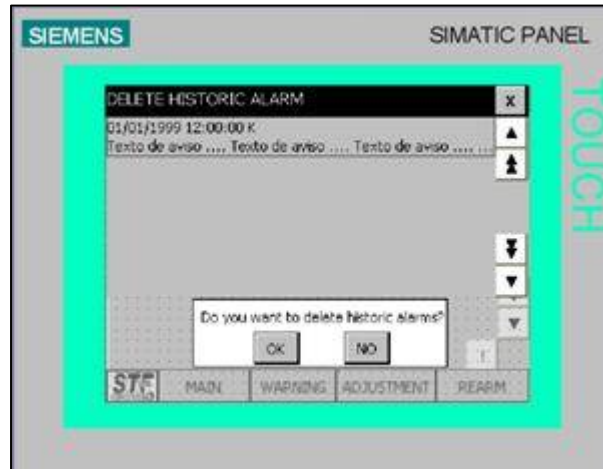 SIEMENS
SIMATIC PANEL
TOUCH
DELETE HISTORIC ALARM
X
01/01/1999 12:00:00 K
Texto de aviso .... Texto de aviso .... Texto de aviso .... ...
Do you want to delete historic alarms?
OK NO
STF MAIN WARNING ADJUSTMENT REARM